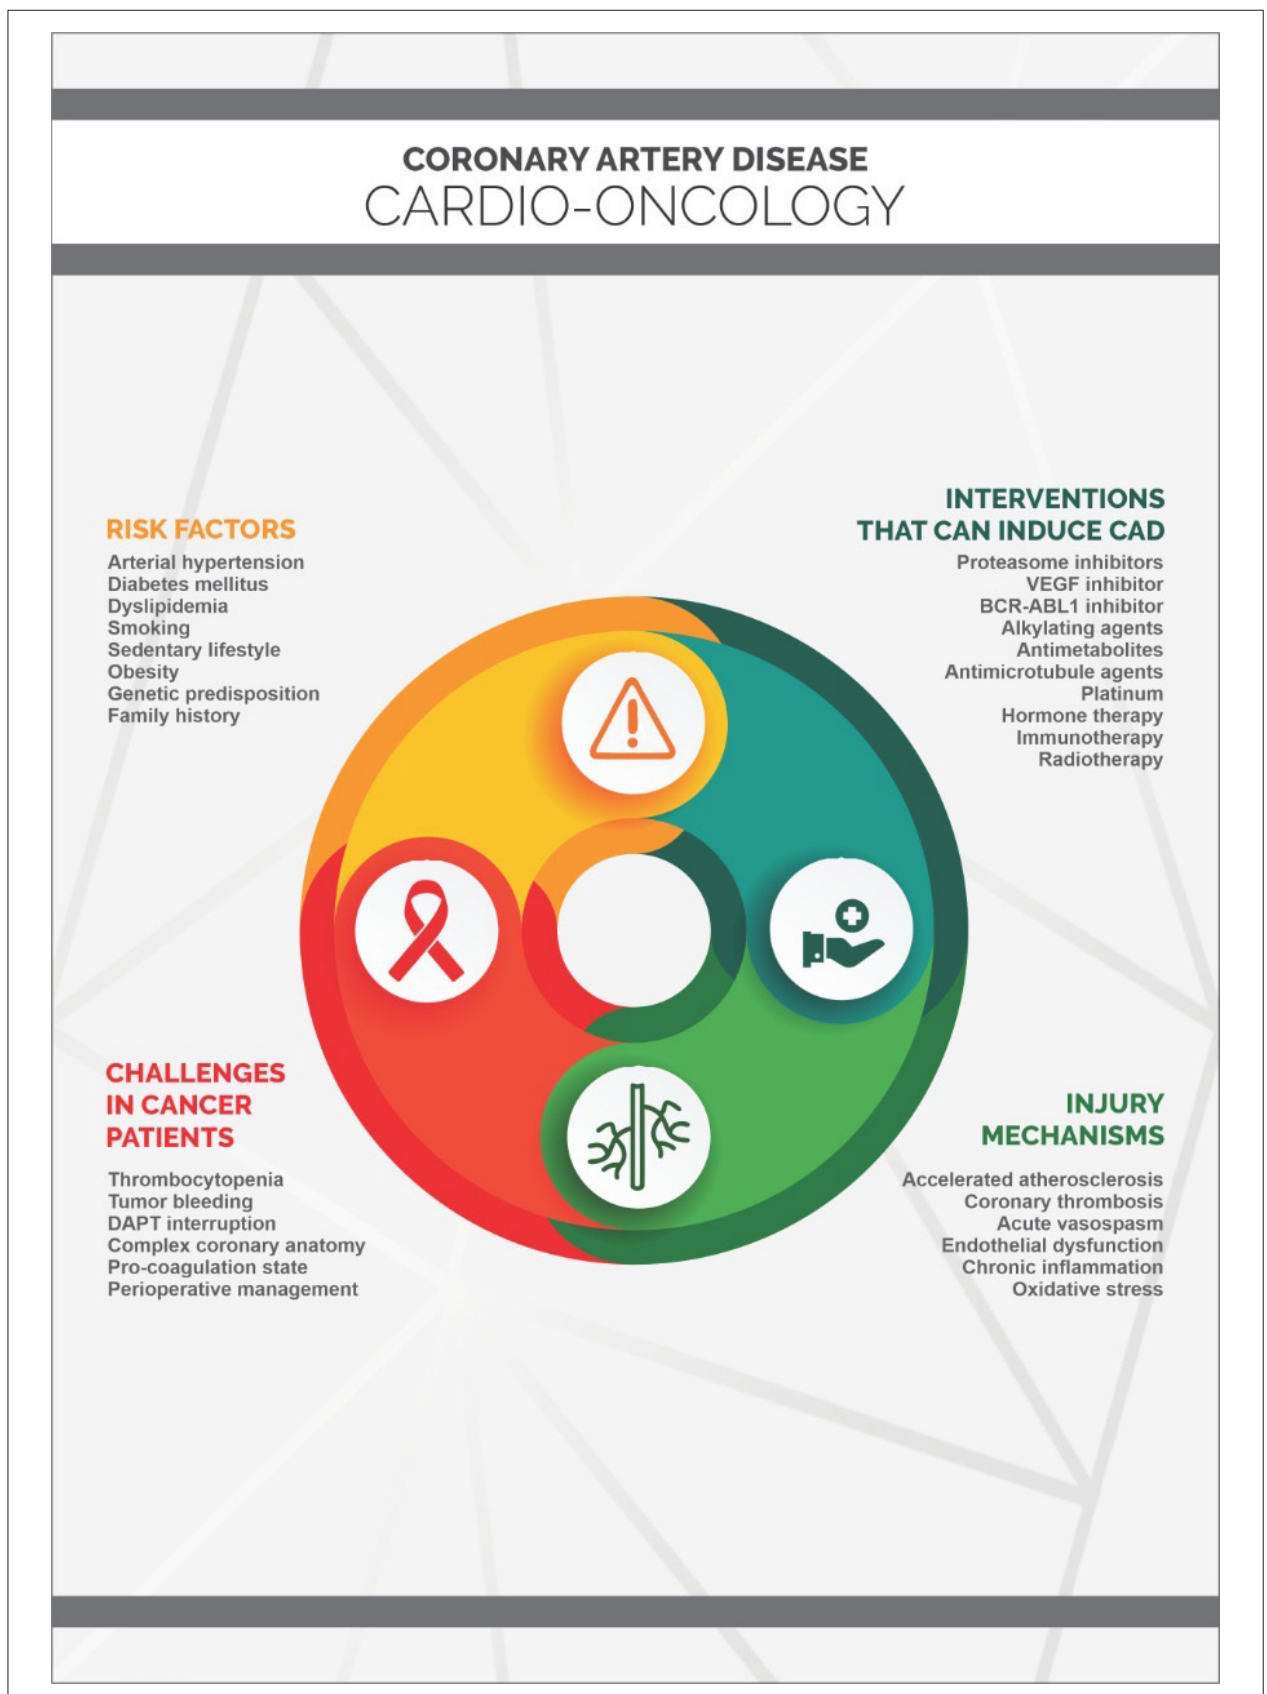 CORONARY ARTERY DISEASE
CARDIO-ONCOLOGY
RISK FACTORS
Arterial hypertension
Diabetes mellitus
Dyslipidemia
Smoking
Sedentary lifestyle
Obesity
Genetic predisposition
Family history
INTERVENTIONS
THAT CAN INDUCE CAD
Proteasome inhibitors
VEGF inhibitor
BCR-ABL1 inhibitor
Alkylating agents
Antimetabolites
Antimicrotubule agents
Platinum
Hormone therapy
Immunotherapy
Radiotherapy
CHALLENGES
IN CANCER
PATIENTS
Thrombocytopenia
Tumor bleeding
DAPT interruption
Complex coronary anatomy
Pro-coagulation state
Perioperative management
INJURY
MECHANISMS
Accelerated atherosclerosis
Coronary thrombosis
Acute vasospasm
Endothelial dysfunction
Chronic inflammation
Oxidative stress